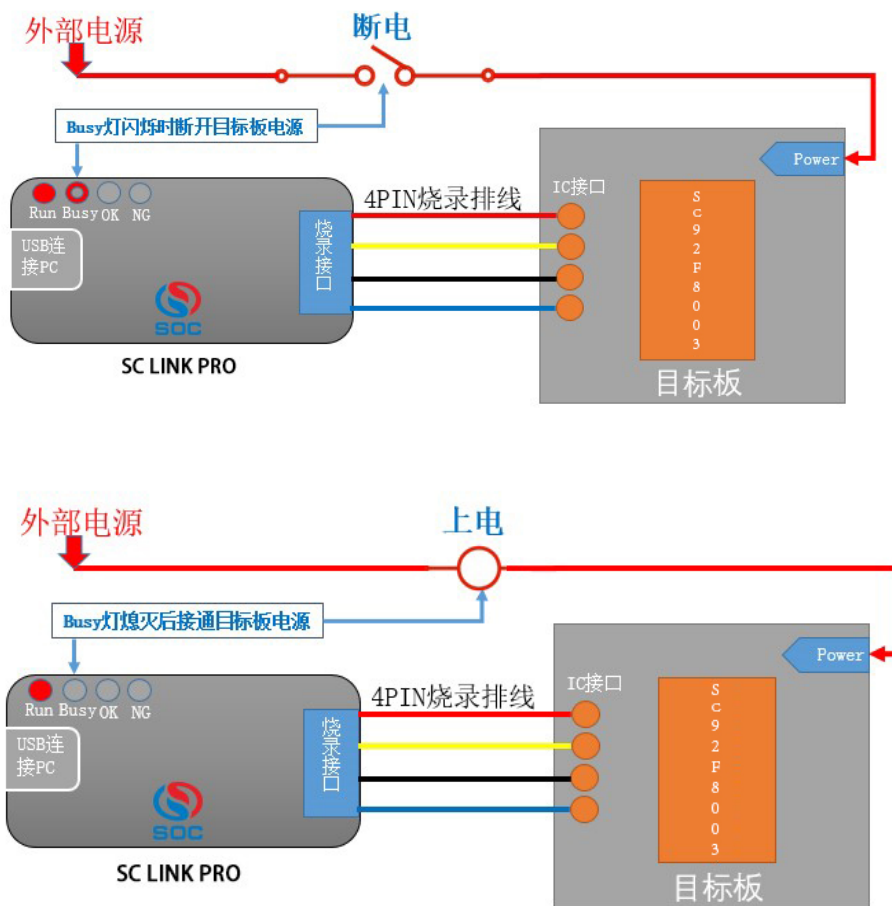 外部电源
断电
Busy灯闪烁时断开目标板电源
Power
IC接口
4PIN烧录排线
Run Busy OK NG
USB连
接PC
烧录接口
SC92F8003
SOC
SC LINK PRO
目标板
外部电源
上电
Busy灯熄灭后接通目标板电源
Power
IC接口
4PIN烧录排线
Run Busy OK NG
USB连
接PC
烧录接口
SC92F8003
SOC
SC LINK PRO
目标板